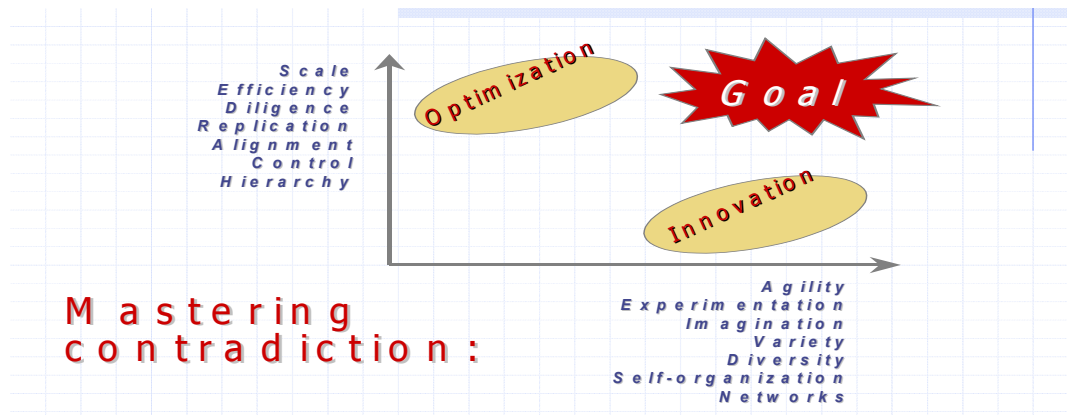 Scale
Efficiency
Diligence
Replication
Alignment
Control
Hierarchy
Optimization
Goal
Innovation
Agility
Experimentation
Imagination
Variety
Diversity
Self-organization
Networks
Mastering
contradiction: